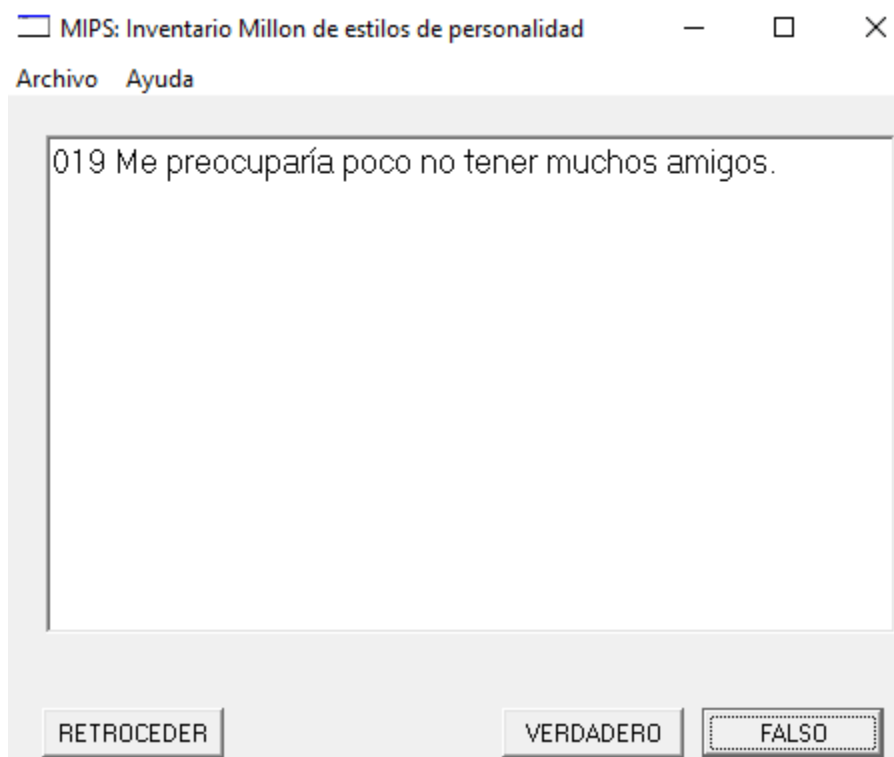 MIPS: Inventario Millon de estilos de personalidad
Archivo Ayuda
019 Me preocuparía poco no tener muchos amigos.
RETROCEDER VERDADERO FALSO